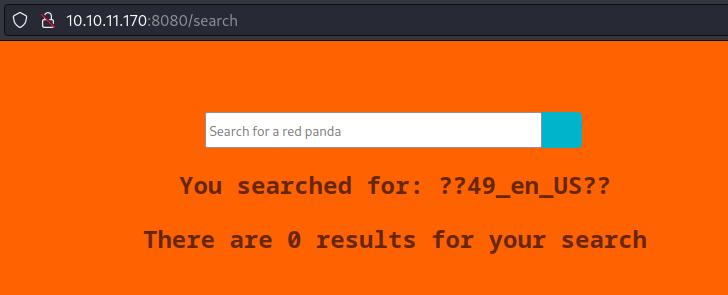 10.10.11.170:8080/search
Search for a red panda
You searched for: ??49_en_US??
There are 0 results for your search